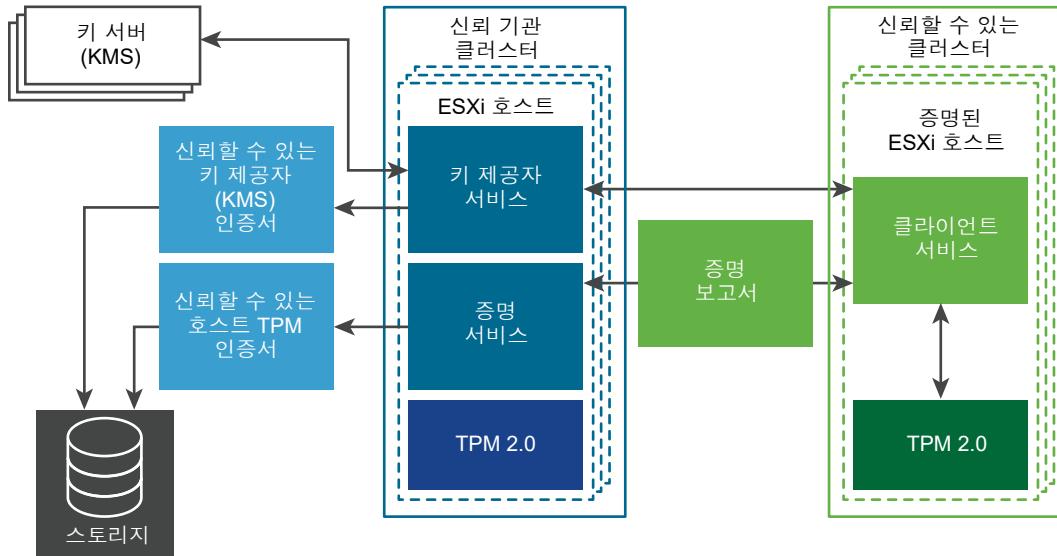 키 서버
(KMS)
신뢰 기관
클러스터
신뢰할 수 있는
클러스터
ESXi 호스트
증명된
ESXi 호스트
신뢰할 수 있는
키 제공자
(KMS)
인증서
키 제공자
서비스
클라이언트
서비스
증명
보고서
신뢰할 수 있는
호스트 TPM
인증서
증명
서비스
TPM 2.0
TPM 2.0
스토리지